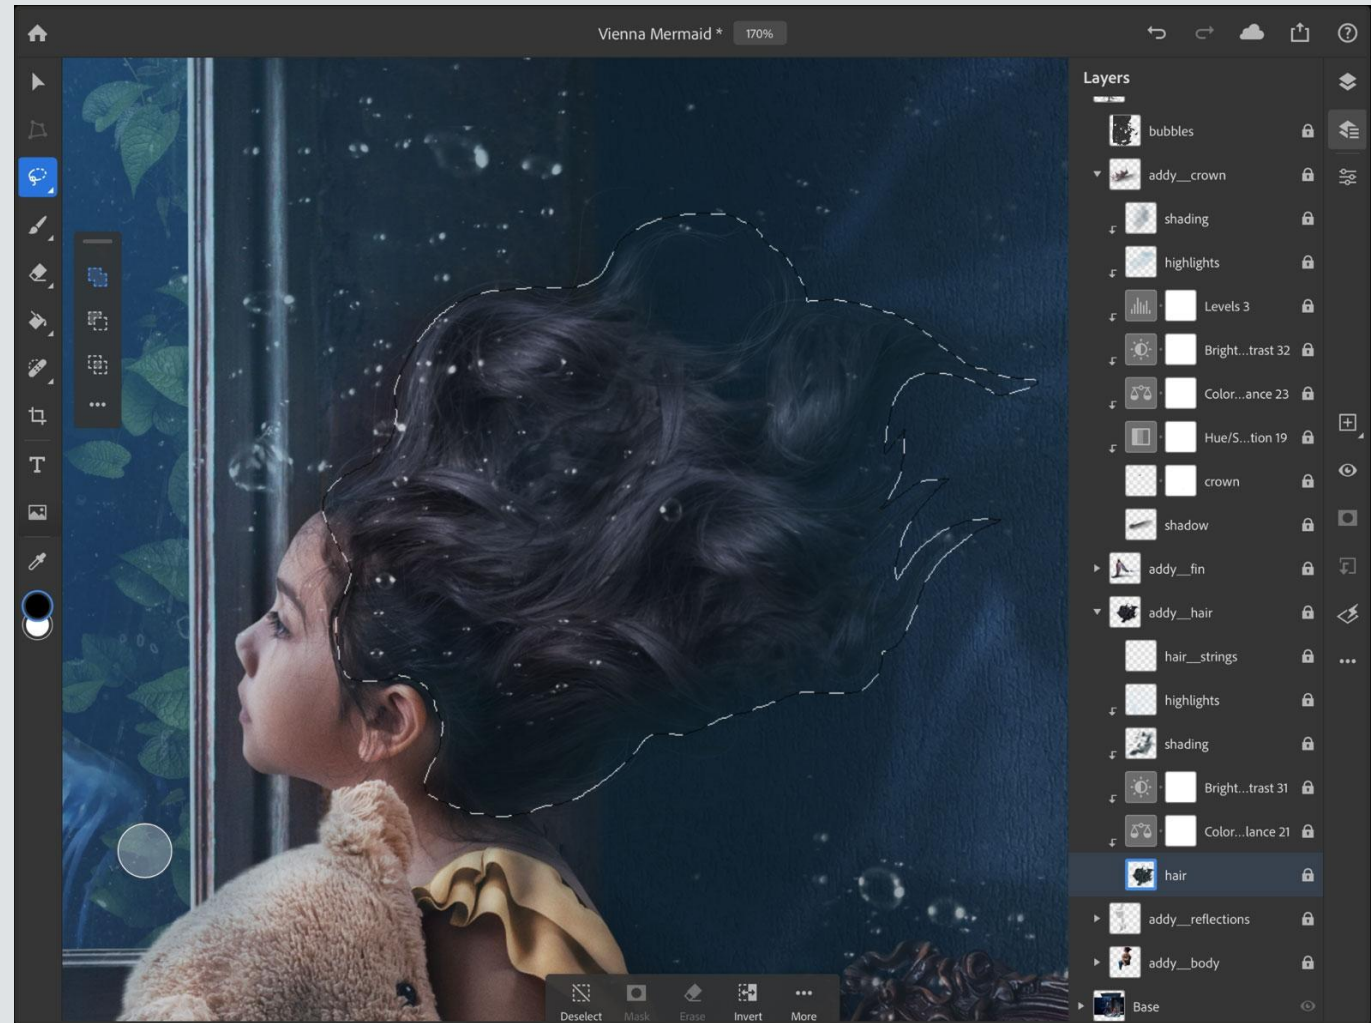 Vienna Mermaid * 170%
Layers
bubbles
addy__crown
shading
highlights
Levels 3
Bright...trast 32
Color...ance 23
Hue/S...tion 19
crown
shadow
addy__fin
addy__hair
hair__strings
highlights
shading
Bright...trast 31
Color...lance 21
hair
addy__reflections
addy__body
Base
Deselect Mask Erase Invert More